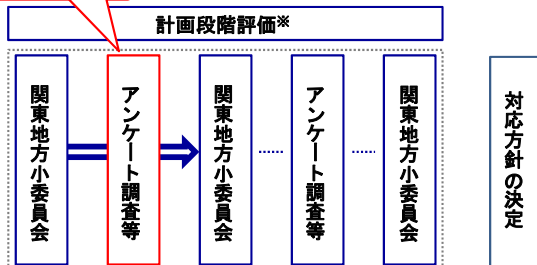 計画段階評価※
関東地方小委員会
アンケート調査等
関東地方小委員会
アンケート調査等
関東地方小委員会
対応方針の決定